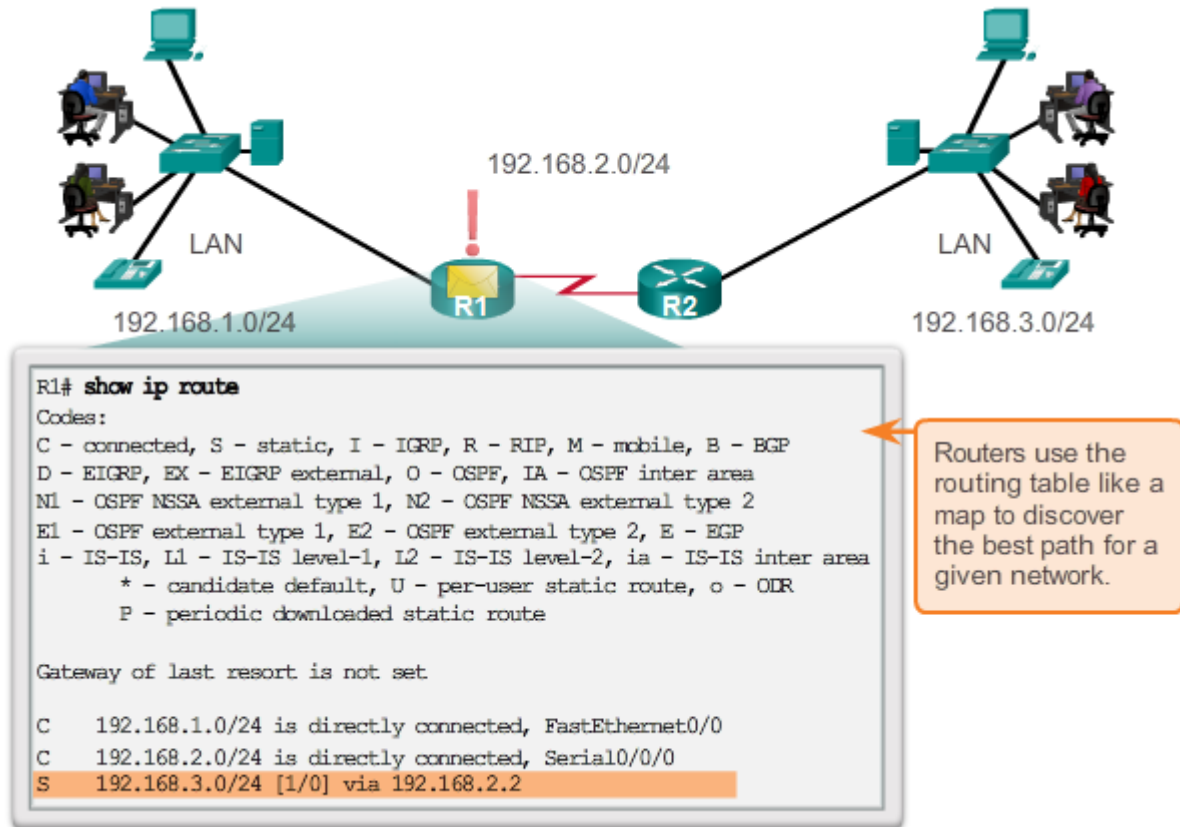 192.168.2.0/24
LAN
LAN
R1
R2
192.168.1.0/24
192.168.3.0/24
R1# show ip route
Codes:
C - connected, S - static, I - IGRP, R - RIP, M - mobile, B - BGP
D - EIGRP, EX - EIGRP external, O - OSPF, IA - OSPF inter area
N1 - OSPF NSSA external type 1, N2 - OSPF NSSA external type 2
E1 - OSPF external type 1, E2 - OSPF external type 2, E - EGP
i - IS-IS, L1 - IS-IS level-1, L2 - IS-IS level-2, ia - IS-IS inter area
* - candidate default, U - per-user static route, o - ODR
P - periodic downloaded static route
Gateway of last resort is not set
C 192.168.1.0/24 is directly connected, FastEthernet0/0
C 192.168.2.0/24 is directly connected, Serial0/0/0
S 192.168.3.0/24 [1/0] via 192.168.2.2
Routers use the
routing table like a
map to discover
the best path for a
given network.